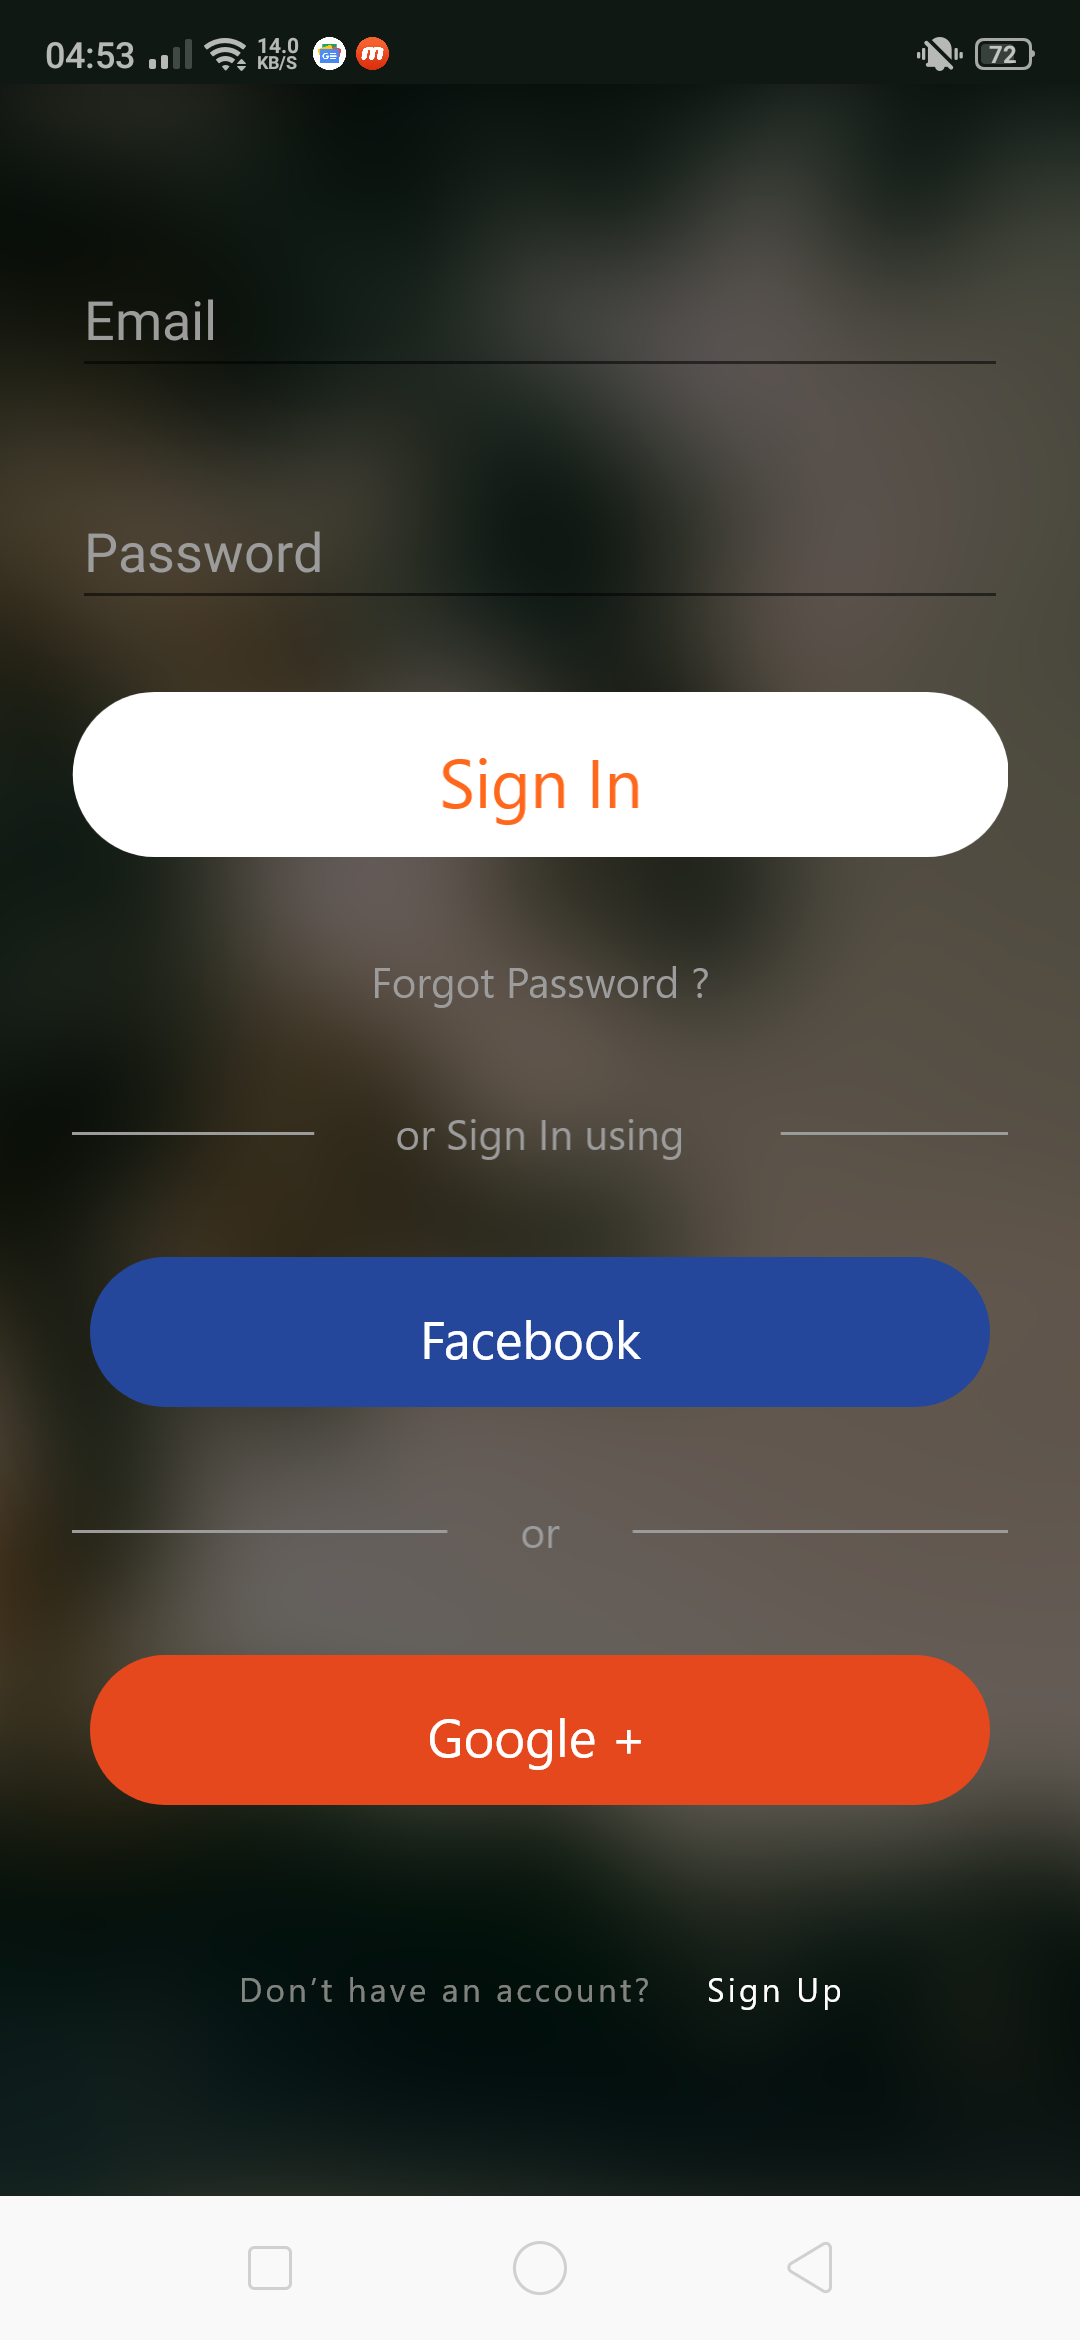 04:53 14.0 KB/S 72
Email
Password
Sign In
Forgot Password ?
or Sign In using
Facebook
or
Google +
Don’t have an account? Sign Up